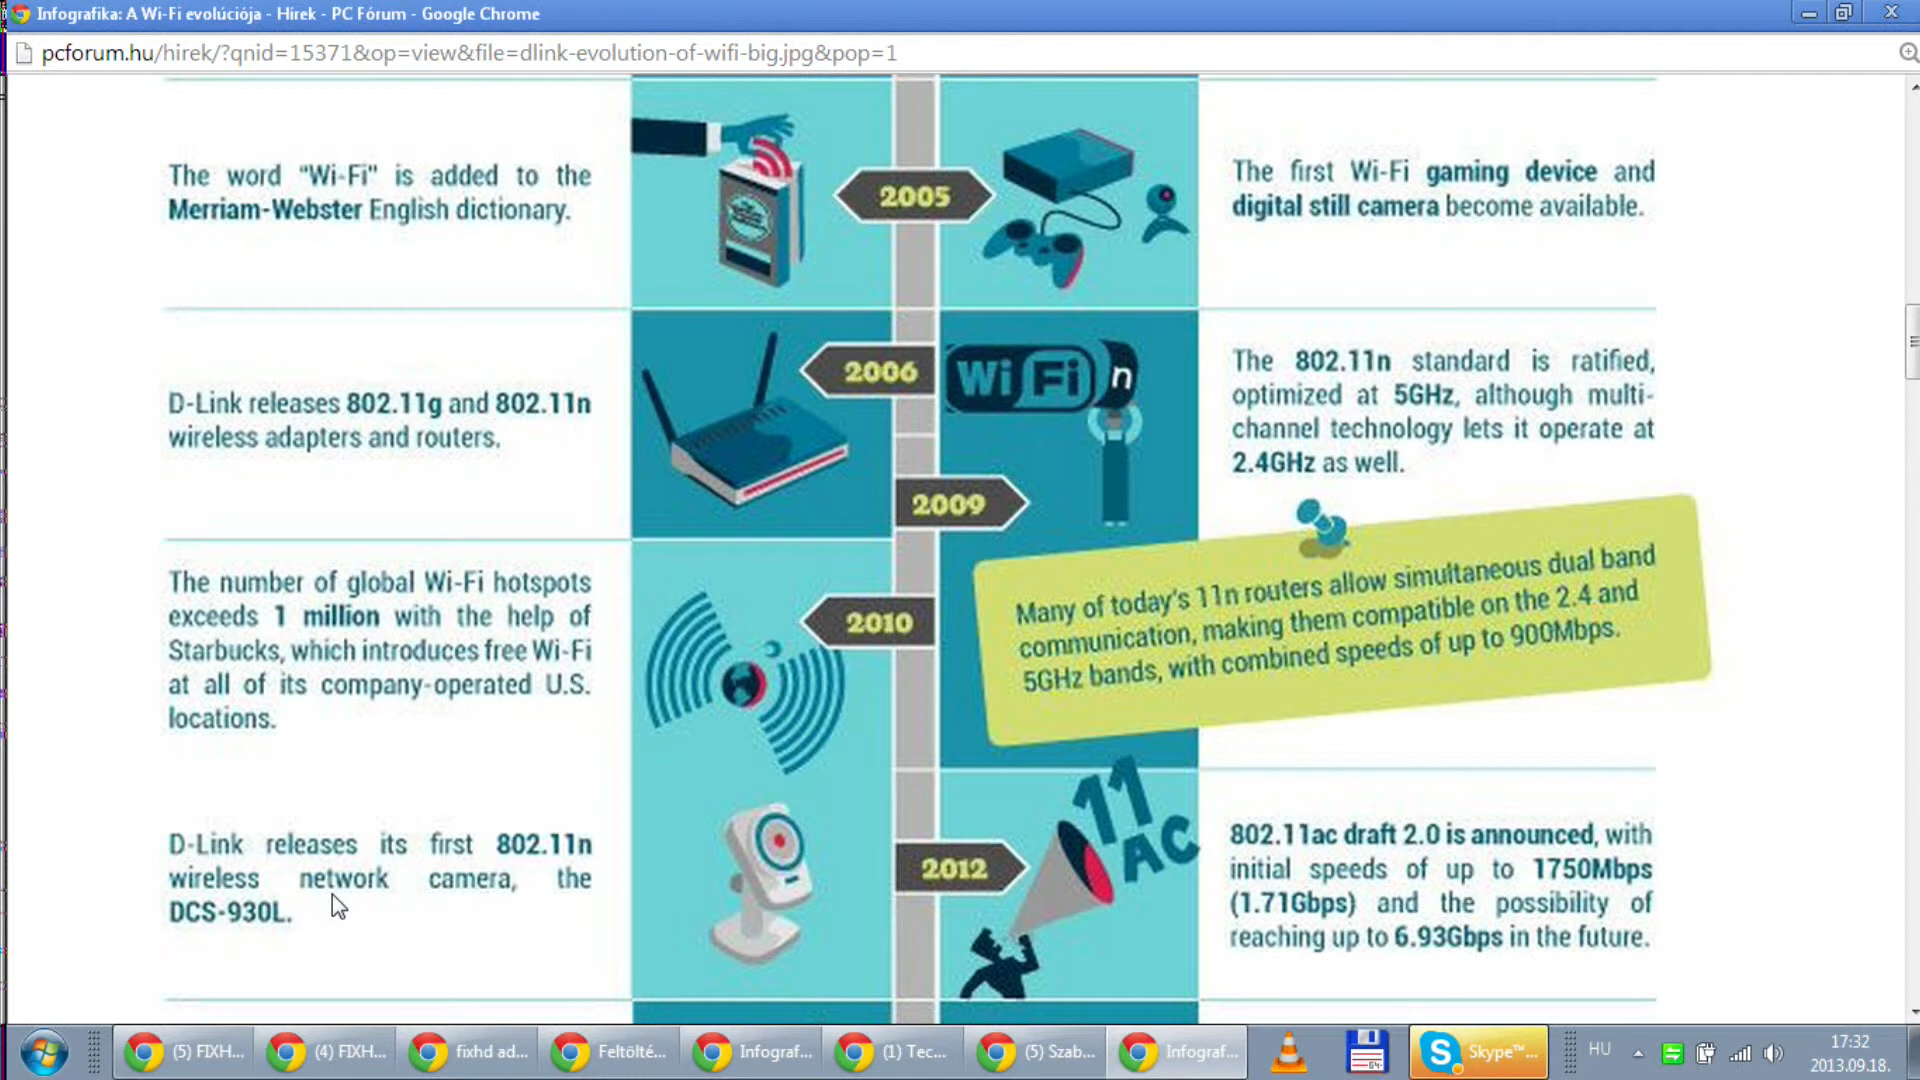 Infografika: A Wi-Fi evolúciója - Hírek - PC Fórum - Google Chrome
pcforum.hu/hirek/?qnid=15371&op=view&file=dlink-evolution-of-wifi-big.jpg&pop=1
The word "Wi-Fi" is added to the
Merriam-Webster English dictionary.
2005
The first Wi-Fi gaming device and
digital still camera become available.
D-Link releases 802.11g and 802.11n
wireless adapters and routers.
2006
Wi Fi n
The 802.11n standard is ratified,
optimized at 5GHz, although multi-
channel technology lets it operate at
2.4GHz as well.
2009
Many of today's 11n routers allow simultaneous dual band
communication, making them compatible on the 2.4 and
5GHz bands, with combined speeds of up to 900Mbps.
The number of global Wi-Fi hotspots
exceeds 1 million with the help of
Starbucks, which introduces free Wi-Fi
at all of its company-operated U.S.
locations.
2010
D-Link releases its first 802.11n
wireless network camera, the
DCS-930L.
2012
11
AC
802.11ac draft 2.0 is announced, with
initial speeds of up to 1750Mbps
(1.71Gbps) and the possibility of
reaching up to 6.93Gbps in the future.
(5) FIXH...
(4) FIXH...
fixhd ad...
Feltölté...
Infograf...
(1) Tec...
(5) Szab...
Infograf...
64
Skype™...
HU
17:32
2013.09.18.